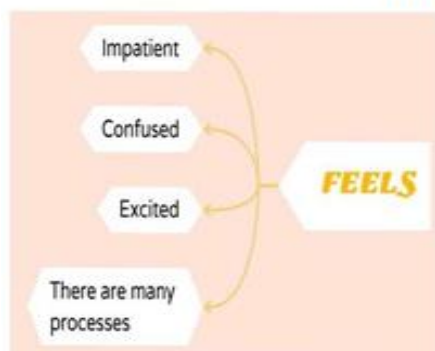 Impatient
Confused
FEELS
Excited
There are many
processes